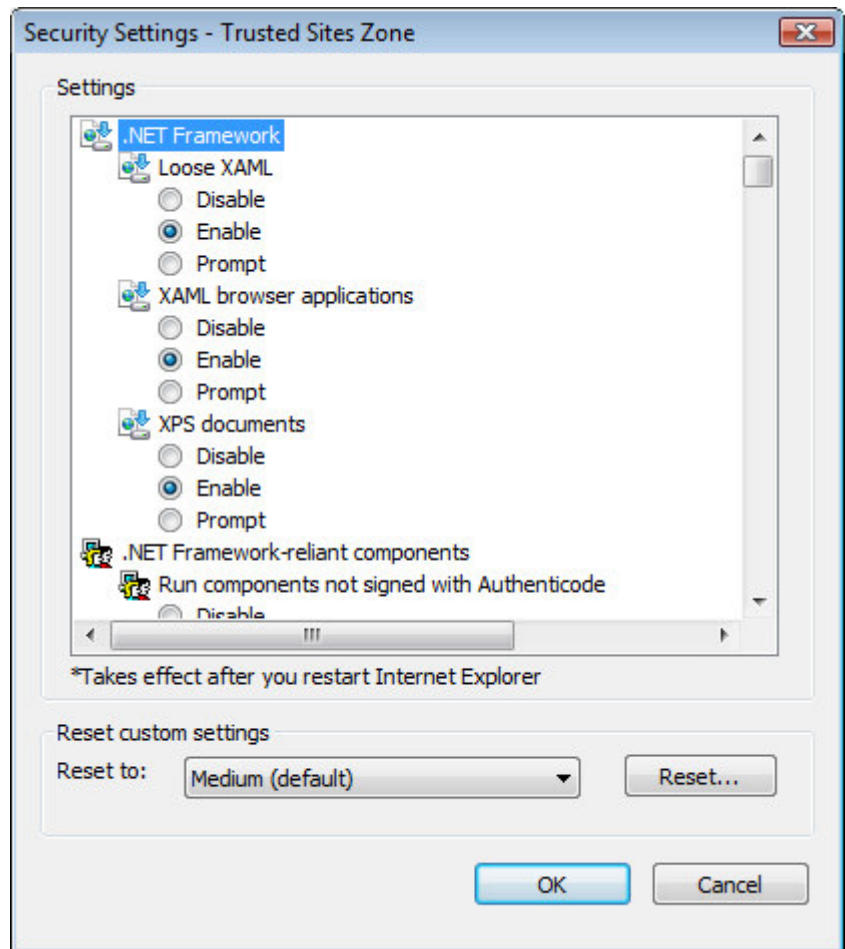 Security Settings - Trusted Sites Zone
Settings
.NET Framework
Loose XAML
Disable
Enable
Prompt
XAML browser applications
Disable
Enable
Prompt
XPS documents
Disable
Enable
Prompt
.NET Framework-reliant components
Run components not signed with Authenticode
Disable
*Takes effect after you restart Internet Explorer
Reset custom settings
Reset to:
Medium (default)
Reset...
OK
Cancel